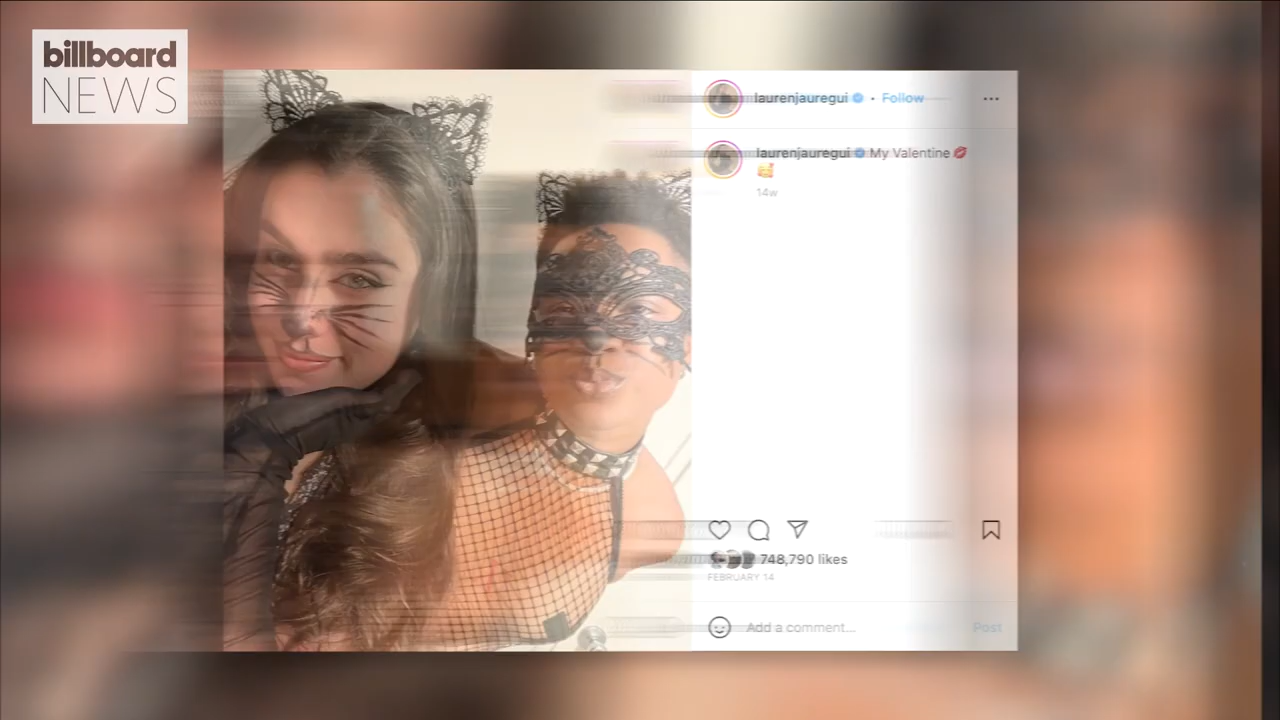 billboard
NEWS
laurenjauregui • Follow
laurenjauregui My Valentine 💋
🥰
14w
748,790 likes
FEBRUARY 14
Add a comment...
Post